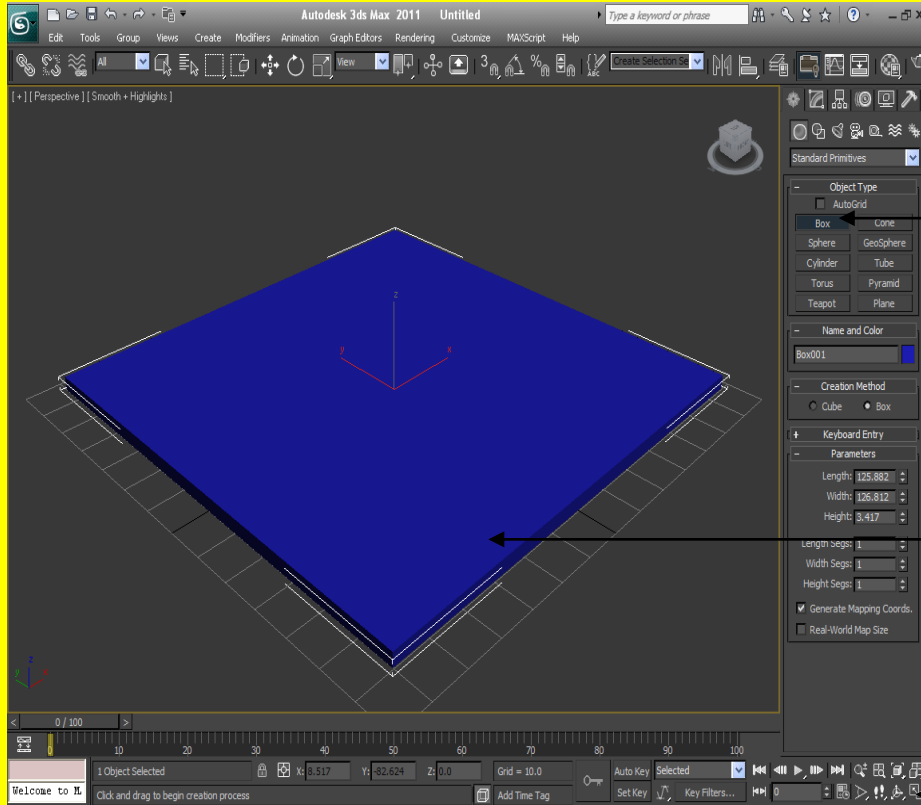 Autodesk 3ds Max 2011 Untitled
Type a keyword or phrase
Edit Tools Group Views Create Modifiers Animation Graph Editors Rendering Customize MAXScript Help
All
View
3
Create Selection Se
ABC
[ + ] [ Perspective ] [ Smooth + Highlights ]
Standard Primitives
Object Type
AutoGrid
Box Cone
Sphere GeoSphere
Cylinder Tube
Torus Pyramid
Teapot Plane
Name and Color
Box001
Creation Method
Cube Box
+ Keyboard Entry
Parameters
Length: 125.882
Width: 126.812
Height: 3.417
Length Segs: 1
Width Segs: 1
Height Segs: 1
Generate Mapping Coords.
Real-World Map Size
z
y x
z
y x
< 0 / 100 >
0 10 20 30 40 50 60 70 80 90 100
1 Object Selected X: 8.517 Y: -82.624 Z: 0.0 Grid = 10.0 Auto Key Selected
Welcome to M Click and drag to begin creation process Add Time Tag Set Key Key Filters... 0